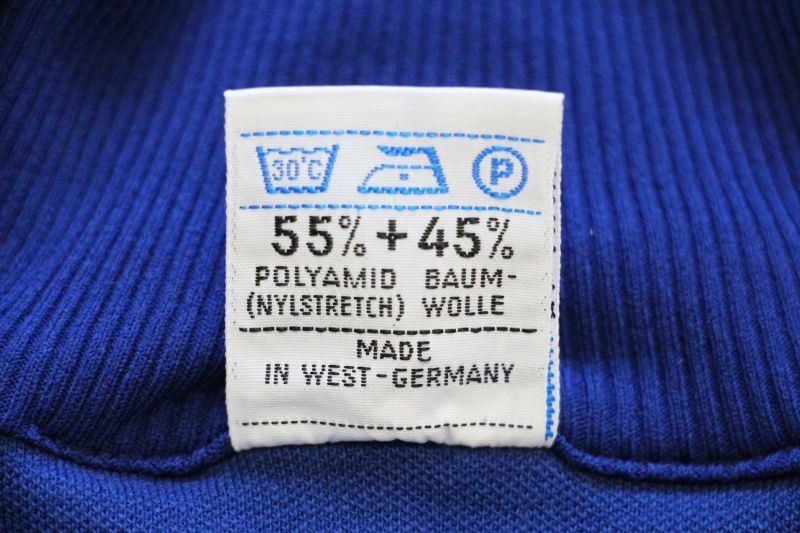 30°C P
55% + 45%
POLYAMID BAUM-
(NYLSTRETCH) WOLLE
MADE
IN WEST-GERMANY